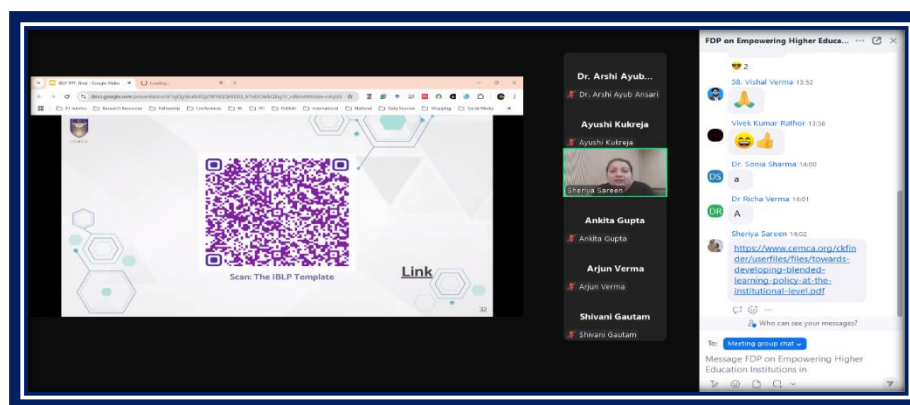 FDP on Empowering Higher Educa...
IBLP PPT_final - Google Slides
Loading...
IPI Samvu
Research Resources
Fellowship
Conferences
Publish
International
National
Data Sources
Shopping
Social Media
CEMCA
Scan: The IBLP Template
Link
32
Dr. Arshi Ayub...
Dr. Arshi Ayub Ansari
Ayushi Kukreja
Ayushi Kukreja
Sheriya Sareen
Ankita Gupta
Ankita Gupta
Arjun Verma
Arjun Verma
Shivani Gautam
Shivani Gautam
2
58. Vishal Verma 13:52
Vivek Kumar Rathor 13:56
Dr. Sonia Sharma 14:00
DS
a
Dr Richa Verma 14:01
DR
A
Sheriya Sareen 14:02
https://www.cemca.org/ckfin
der/userfiles/files/towards-
developing-blended-
learning-policy-at-the-
institutional-level.pdf
Who can see your messages?
To: Meeting group chat
Message FDP on Empowering Higher
Education Institutions in